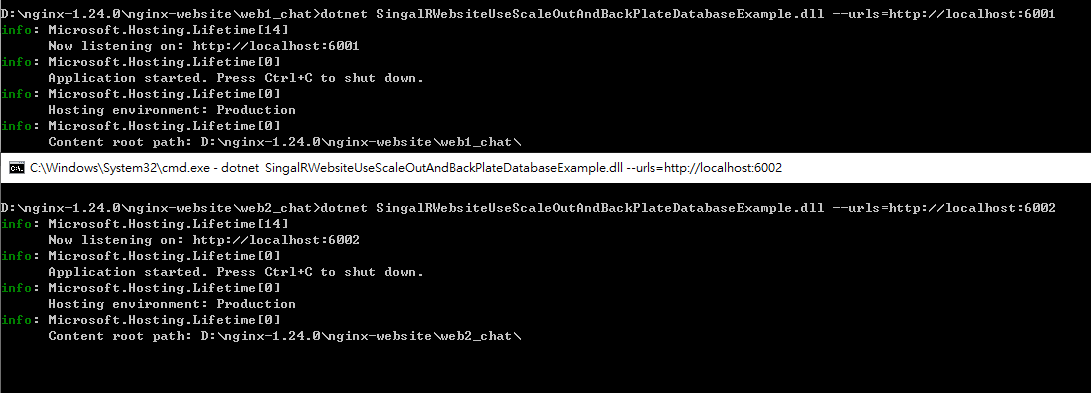 D:\nginx-1.24.0\nginx-website\web1_chat>dotnet SingalRWebsiteUseScaleOutAndBackPlateDatabaseExample.dll --urls=http://localhost:6001
info: Microsoft.Hosting.Lifetime[14]
      Now listening on: http://localhost:6001
info: Microsoft.Hosting.Lifetime[0]
      Application started. Press Ctrl+C to shut down.
info: Microsoft.Hosting.Lifetime[0]
      Hosting environment: Production
info: Microsoft.Hosting.Lifetime[0]
      Content root path: D:\nginx-1.24.0\nginx-website\web1_chat\
C:\Windows\System32\cmd.exe - dotnet  SingalRWebsiteUseScaleOutAndBackPlateDatabaseExample.dll --urls=http://localhost:6002
D:\nginx-1.24.0\nginx-website\web2_chat>dotnet SingalRWebsiteUseScaleOutAndBackPlateDatabaseExample.dll --urls=http://localhost:6002
info: Microsoft.Hosting.Lifetime[14]
      Now listening on: http://localhost:6002
info: Microsoft.Hosting.Lifetime[0]
      Application started. Press Ctrl+C to shut down.
info: Microsoft.Hosting.Lifetime[0]
      Hosting environment: Production
info: Microsoft.Hosting.Lifetime[0]
      Content root path: D:\nginx-1.24.0\nginx-website\web2_chat\